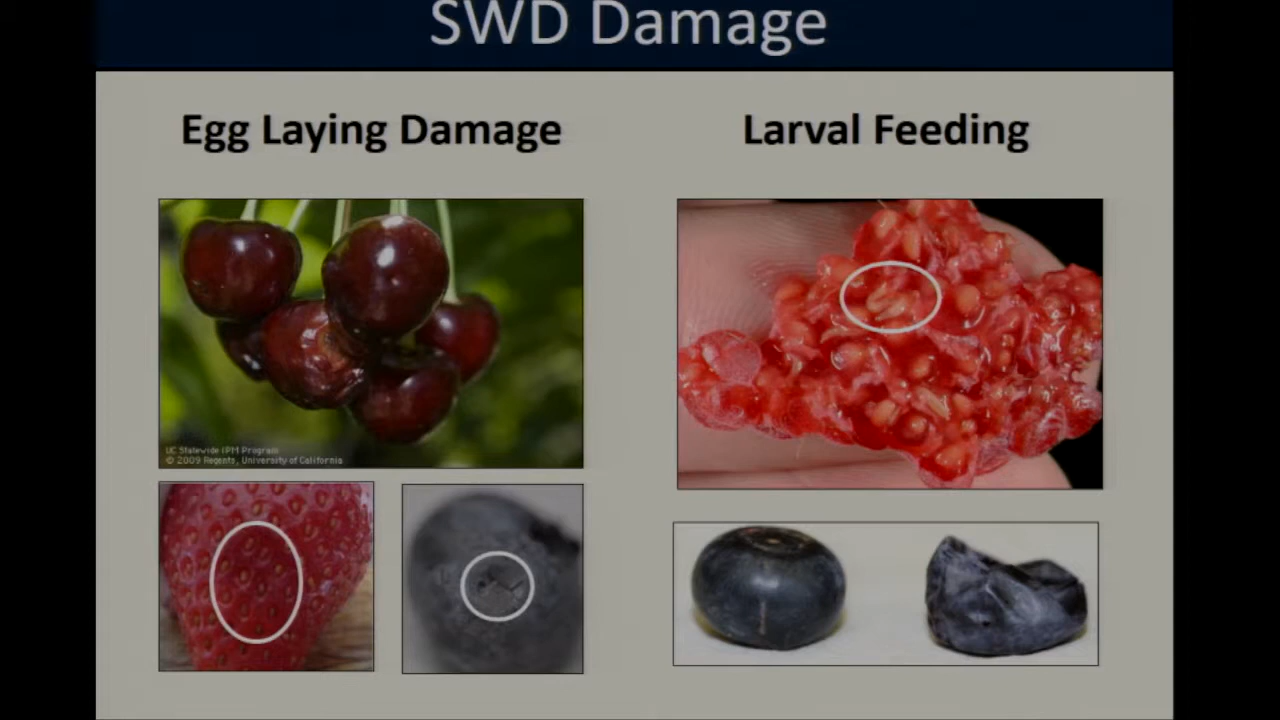 SWD Damage
Egg Laying Damage
Larval Feeding
UC Statewide IPM Program
© 2009 Regents, University of California